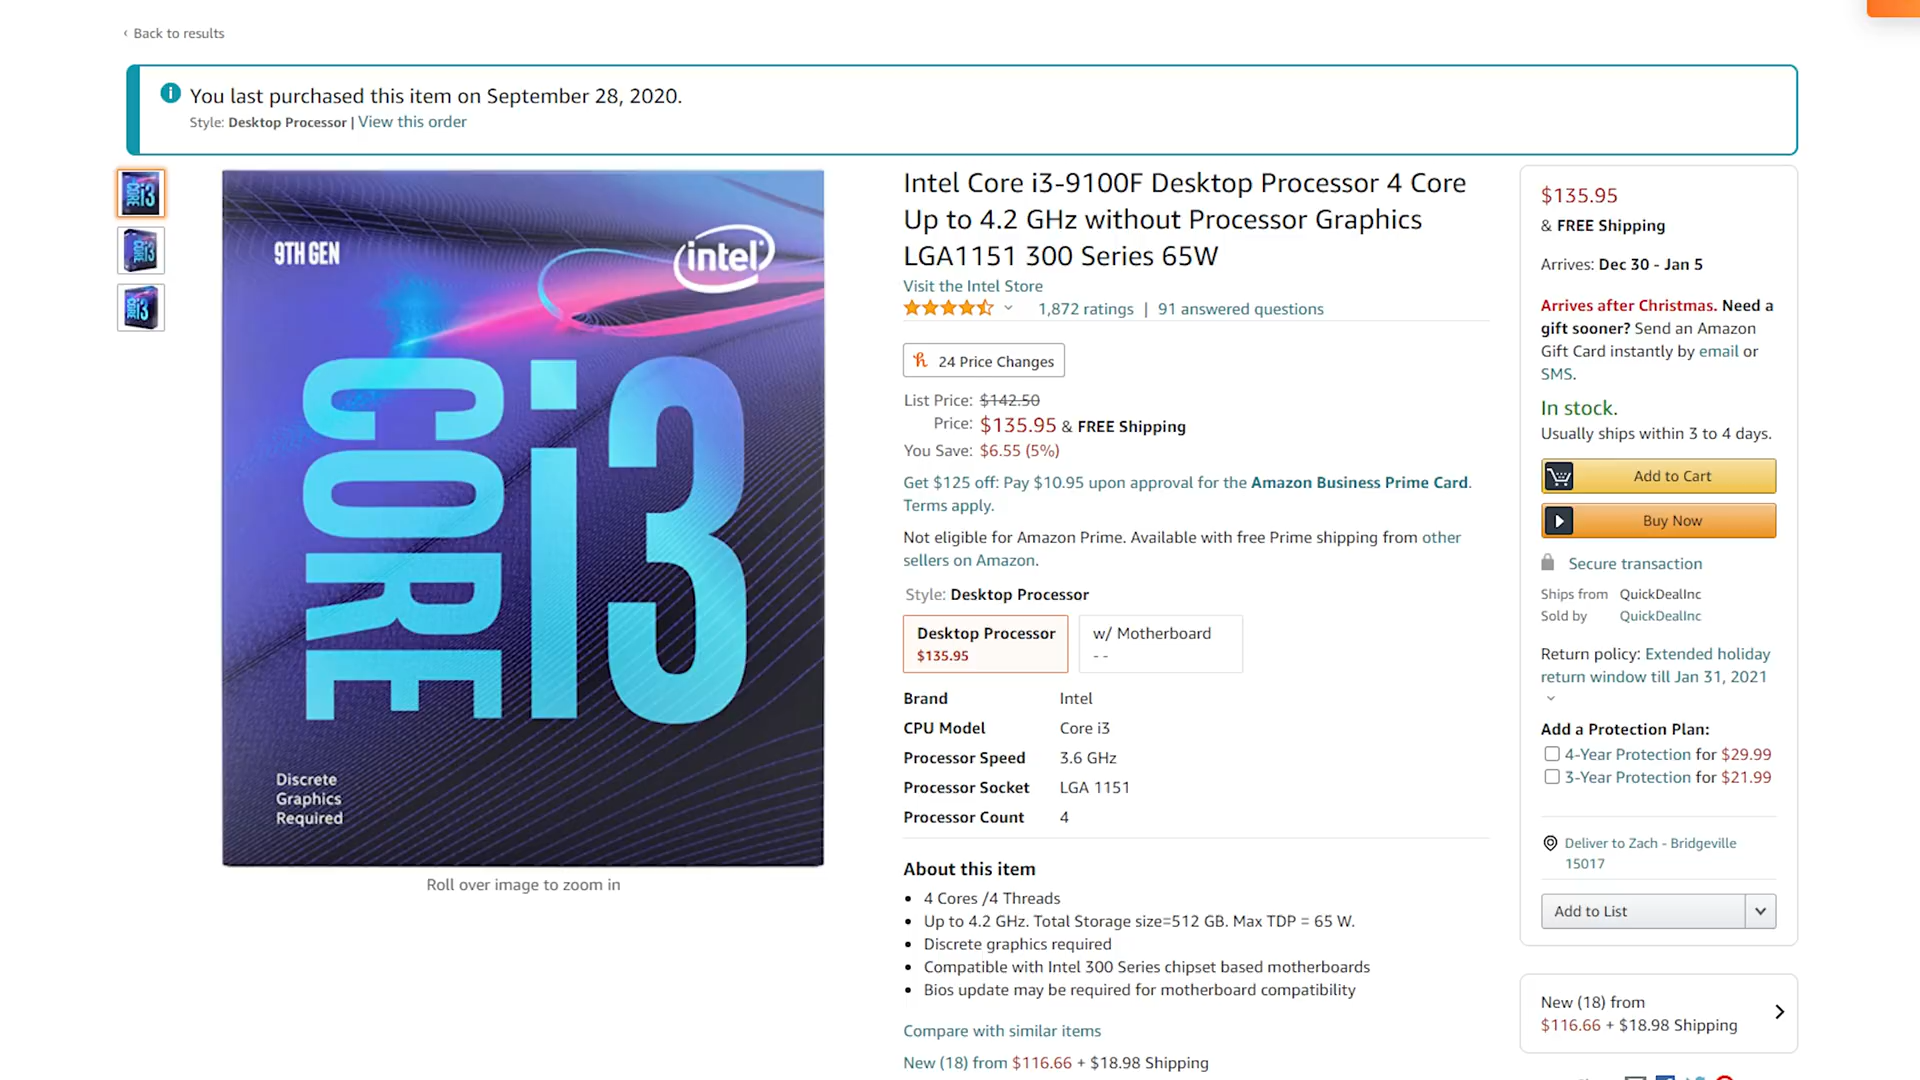 ‹ Back to results
You last purchased this item on September 28, 2020.
Style: Desktop Processor | View this order
9TH GEN
intel
CORE i3
Discrete
Graphics
Required
Roll over image to zoom in
Intel Core i3-9100F Desktop Processor 4 Core
Up to 4.2 GHz without Processor Graphics
LGA1151 300 Series 65W
Visit the Intel Store
1,872 ratings | 91 answered questions
24 Price Changes
List Price: $142.50
Price: $135.95 & FREE Shipping
You Save: $6.55 (5%)
Get $125 off: Pay $10.95 upon approval for the Amazon Business Prime Card.
Terms apply.
Not eligible for Amazon Prime. Available with free Prime shipping from other
sellers on Amazon.
Style: Desktop Processor
Desktop Processor
$135.95
w/ Motherboard
- -
Brand Intel
CPU Model Core i3
Processor Speed 3.6 GHz
Processor Socket LGA 1151
Processor Count 4
About this item
• 4 Cores /4 Threads
• Up to 4.2 GHz. Total Storage size=512 GB. Max TDP = 65 W.
• Discrete graphics required
• Compatible with Intel 300 Series chipset based motherboards
• Bios update may be required for motherboard compatibility
Compare with similar items
New (18) from $116.66 + $18.98 Shipping
$135.95
& FREE Shipping
Arrives: Dec 30 - Jan 5
Arrives after Christmas. Need a
gift sooner? Send an Amazon
Gift Card instantly by email or
SMS.
In stock.
Usually ships within 3 to 4 days.
Add to Cart
Buy Now
Secure transaction
Ships from QuickDealInc
Sold by QuickDealInc
Return policy: Extended holiday
return window till Jan 31, 2021
Add a Protection Plan:
4-Year Protection for $29.99
3-Year Protection for $21.99
Deliver to Zach - Bridgeville
15017
Add to List
New (18) from
$116.66 + $18.98 Shipping